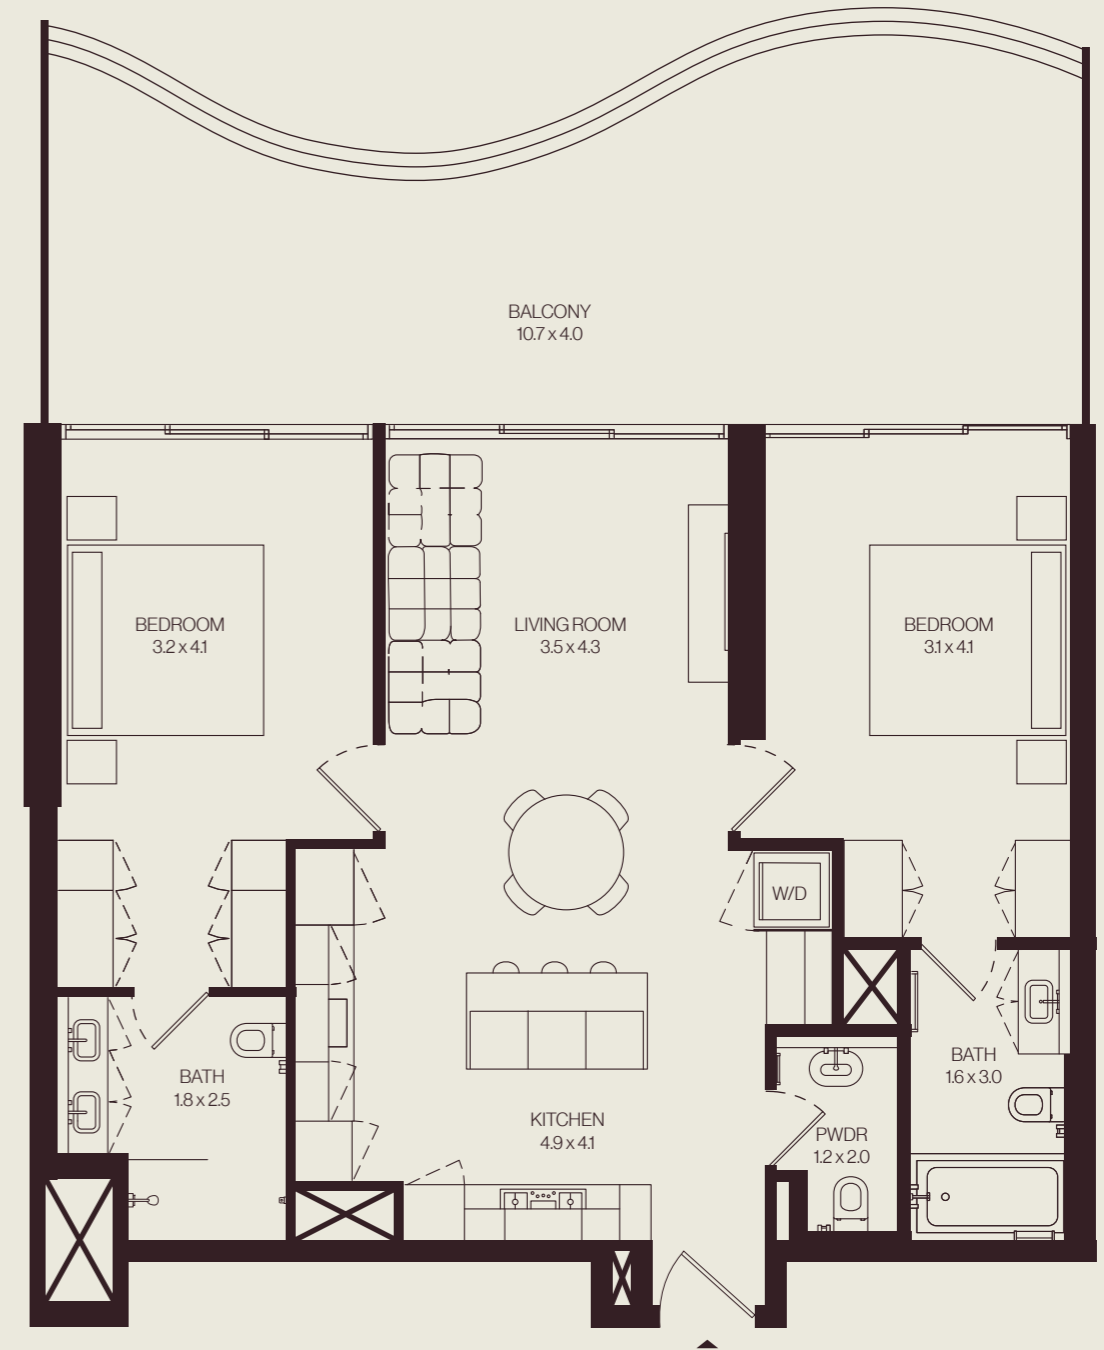 BALCONY
10.7 x 4.0
BEDROOM
3.2 x 4.1
LIVING ROOM
3.5 x 4.3
BEDROOM
3.1 x 4.1
W/D
BATH
1.8 x 2.5
KITCHEN
4.9 x 4.1
PWDR
1.2 x 2.0
BATH
1.6 x 3.0